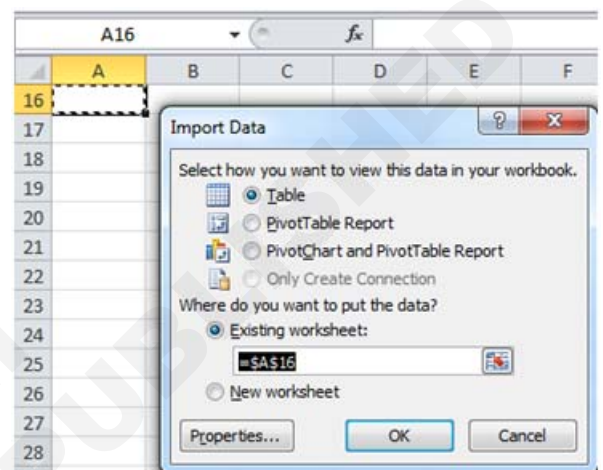 A16 fx
A B C D E F
16
17
18
19
20
21
22
23
24
25
26
27
28
Import Data ? X
Select how you want to view this data in your workbook.
Table
PivotTable Report
PivotChart and PivotTable Report
Only Create Connection
Where do you want to put the data?
Existing worksheet:
=$A$16
New worksheet
Properties... OK Cancel